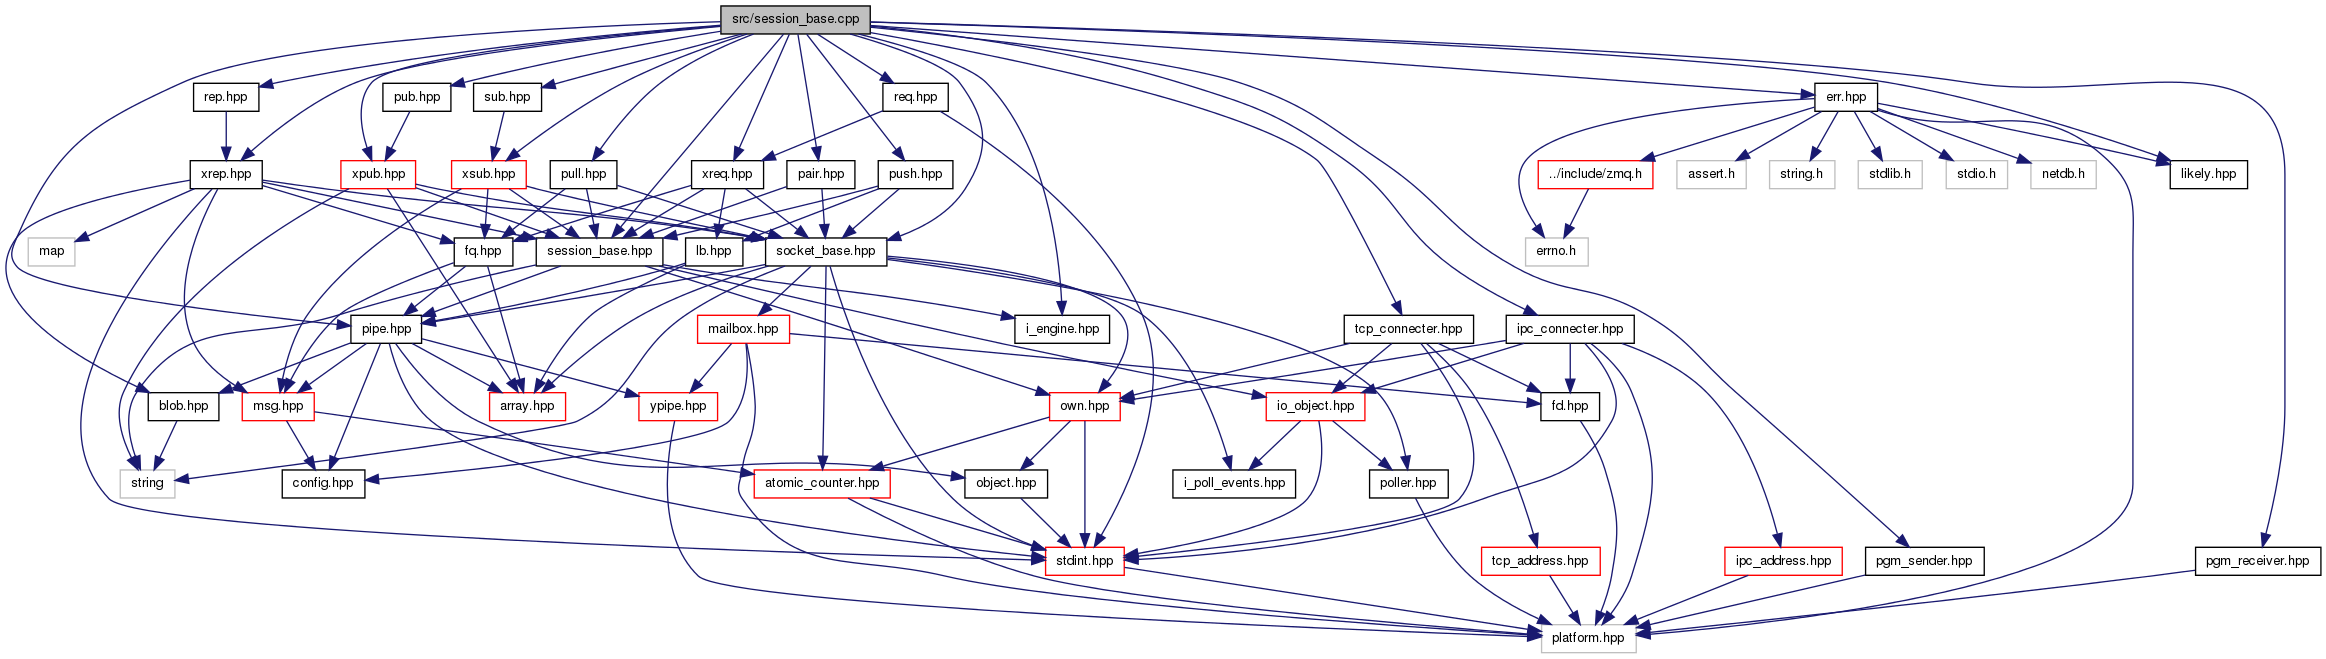 src/session_base.cpp
rep.hpp
pub.hpp
sub.hpp
req.hpp
err.hpp
xrep.hpp
xpub.hpp
xsub.hpp
pull.hpp
xreq.hpp
pair.hpp
push.hpp
../include/zmq.h
assert.h
string.h
stdlib.h
stdio.h
netdb.h
likely.hpp
map
fq.hpp
session_base.hpp
lb.hpp
socket_base.hpp
errno.h
pipe.hpp
mailbox.hpp
i_engine.hpp
tcp_connecter.hpp
ipc_connecter.hpp
blob.hpp
msg.hpp
array.hpp
ypipe.hpp
own.hpp
io_object.hpp
fd.hpp
string
config.hpp
atomic_counter.hpp
object.hpp
i_poll_events.hpp
poller.hpp
stdint.hpp
tcp_address.hpp
ipc_address.hpp
pgm_sender.hpp
pgm_receiver.hpp
platform.hpp